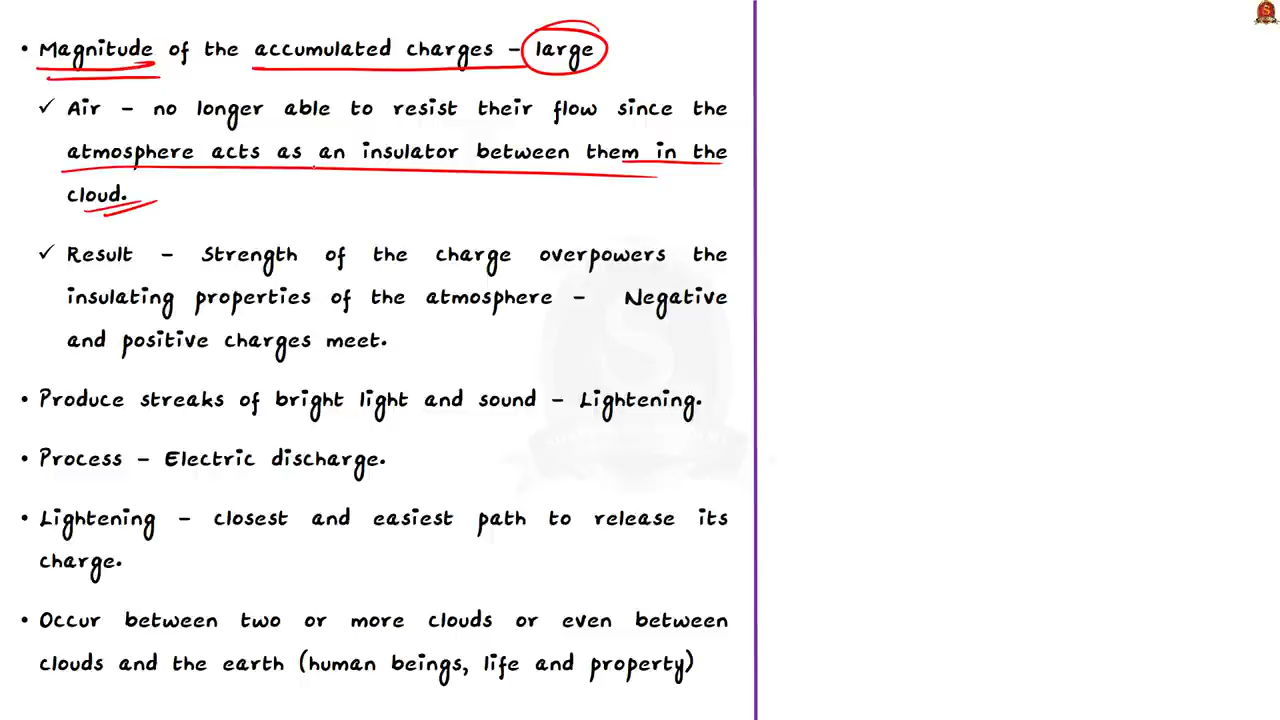 • Magnitude of the accumulated charges – large
✓ Air – no longer able to resist their flow since the
atmosphere acts as an insulator between them in the
cloud.
✓ Result – Strength of the charge overpowers the
insulating properties of the atmosphere – Negative
and positive charges meet.
• Produce streaks of bright light and sound – Lightening.
• Process – Electric discharge.
• Lightening – closest and easiest path to release its
charge.
• Occur between two or more clouds or even between
clouds and the earth (human beings, life and property)